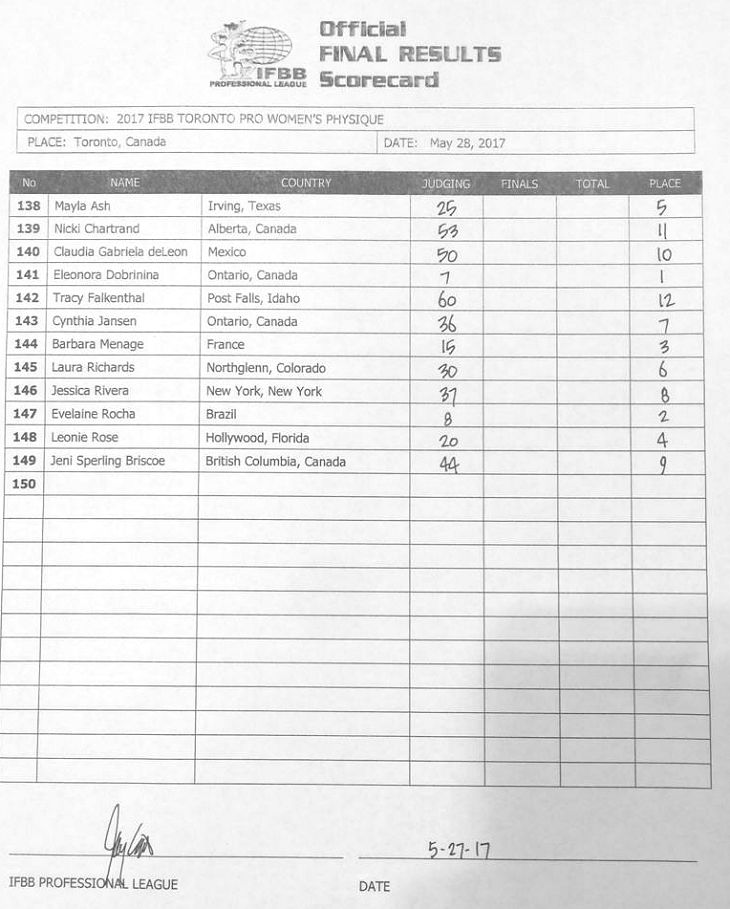 Official
FINAL RESULTS
Scorecard
IFBB
PROFESSIONAL LEAGUE
COMPETITION: 2017 IFBB TORONTO PRO WOMEN'S PHYSIQUE
PLACE: Toronto, Canada DATE: May 28, 2017
No NAME COUNTRY JUDGING FINALS TOTAL PLACE
138 Mayla Ash Irving, Texas 25 5
139 Nicki Chartrand Alberta, Canada 53 11
140 Claudia Gabriela deLeon Mexico 50 10
141 Eleonora Dobrinina Ontario, Canada 7 1
142 Tracy Falkenthal Post Falls, Idaho 60 12
143 Cynthia Jansen Ontario, Canada 36 7
144 Barbara Menage France 15 3
145 Laura Richards Northglenn, Colorado 30 6
146 Jessica Rivera New York, New York 37 8
147 Evelaine Rocha Brazil 8 2
148 Leonie Rose Hollywood, Florida 20 4
149 Jeni Sperling Briscoe British Columbia, Canada 44 9
150
5-27-17
IFBB PROFESSIONAL LEAGUE DATE